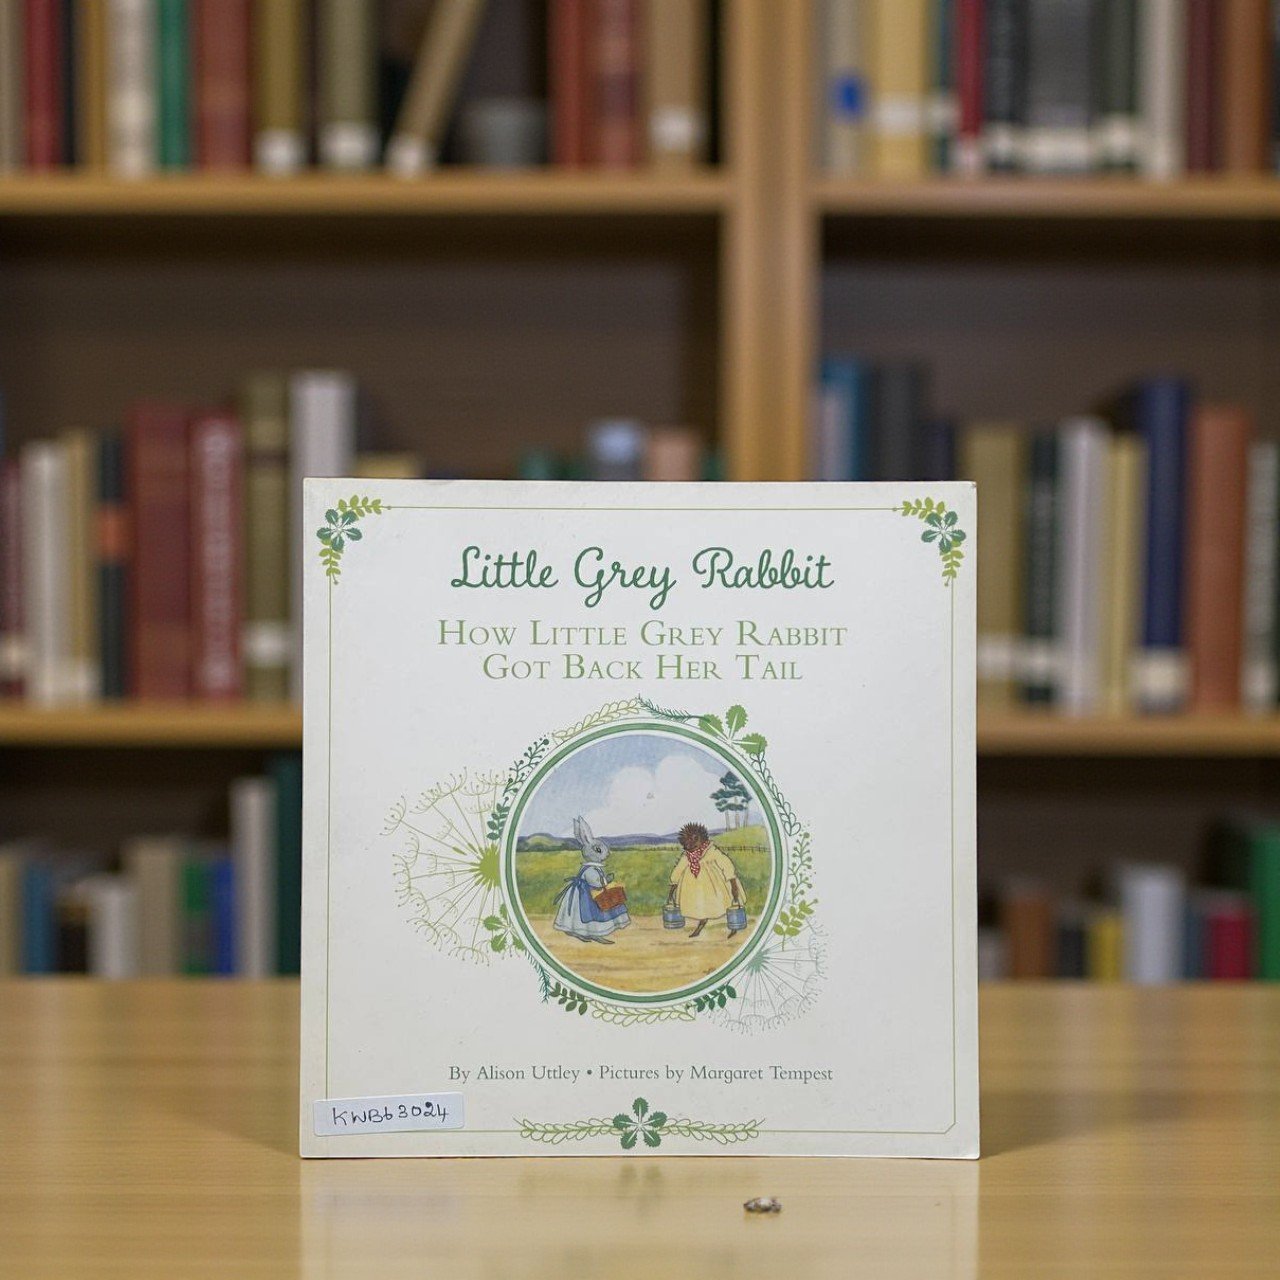 Little Grey Rabbit
How Little Grey Rabbit
Got Back Her Tail
By Alison Uttley • Pictures by Margaret Tempest
KWB63024